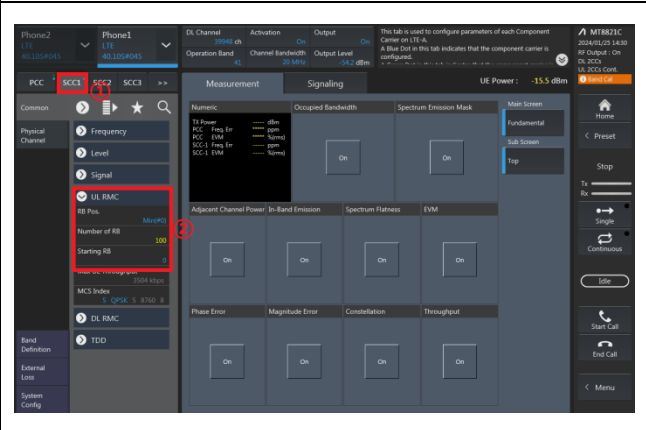 Phone2
LTE
40.105#045
Phone1
LTE
40.105#045
DL Channel
39948 ch
Activation
On
Output
On
Operation Band
41
Channel Bandwidth
20 MHz
Output Level
-54.2 dBm
This tab is used to configure parameters of each Component
Carrier on LTE-A.
A Blue Dot in this tab indicates that the component carrier is
configured.
MT8821C
2024/01/25 14:30
RF Output : On
DL 2CCs
UL 2CCs Cont.
Band Cal
PCC
SCC1
SCC2
SCC3
>>
①
Measurement
Signaling
UE Power : -15.5 dBm
Common
Physical
Channel
Frequency
Level
Signal
UL RMC
RB Pos.
Min(#0)
Number of RB
100
Starting RB
0
②
3504 kbps
MCS Index
5 QPSK 5 8760 8
DL RMC
TDD
Band
Definition
External
Loss
System
Config
Numeric
TX Power ----- dBm
PCC Freq. Err ----- ppm
PCC EVM ----- %(rms)
SCC-1 Freq. Err ----- ppm
SCC-1 EVM ----- %(rms)
Occupied Bandwidth
On
Spectrum Emission Mask
On
Main Screen
Fundamental
Sub Screen
Top
Adjacent Channel Power
On
In-Band Emission
On
Spectrum Flatness
On
EVM
On
Phase Error
On
Magnitude Error
On
Constellation
On
Throughput
On
Home
< Preset
Stop
Tx
Rx
Single
Continuous
Idle
Start Call
End Call
< Menu